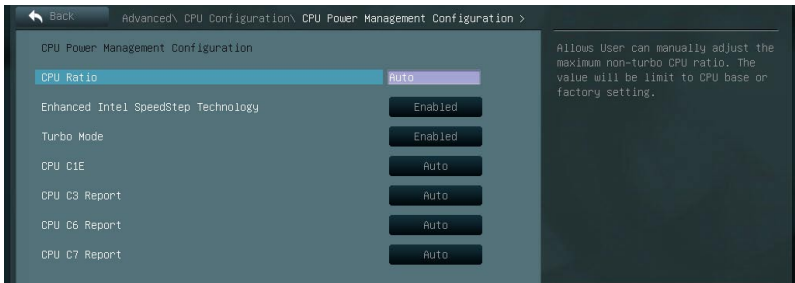 Back
Advanced\ CPU Configuration\ CPU Power Management Configuration >
CPU Power Management Configuration
CPU Ratio Auto
Enhanced Intel SpeedStep Technology Enabled
Turbo Mode Enabled
CPU C1E Auto
CPU C3 Report Auto
CPU C6 Report Auto
CPU C7 Report Auto
Allows User can manually adjust the
maximum non-turbo CPU ratio. The
value will be limit to CPU base or
factory setting.